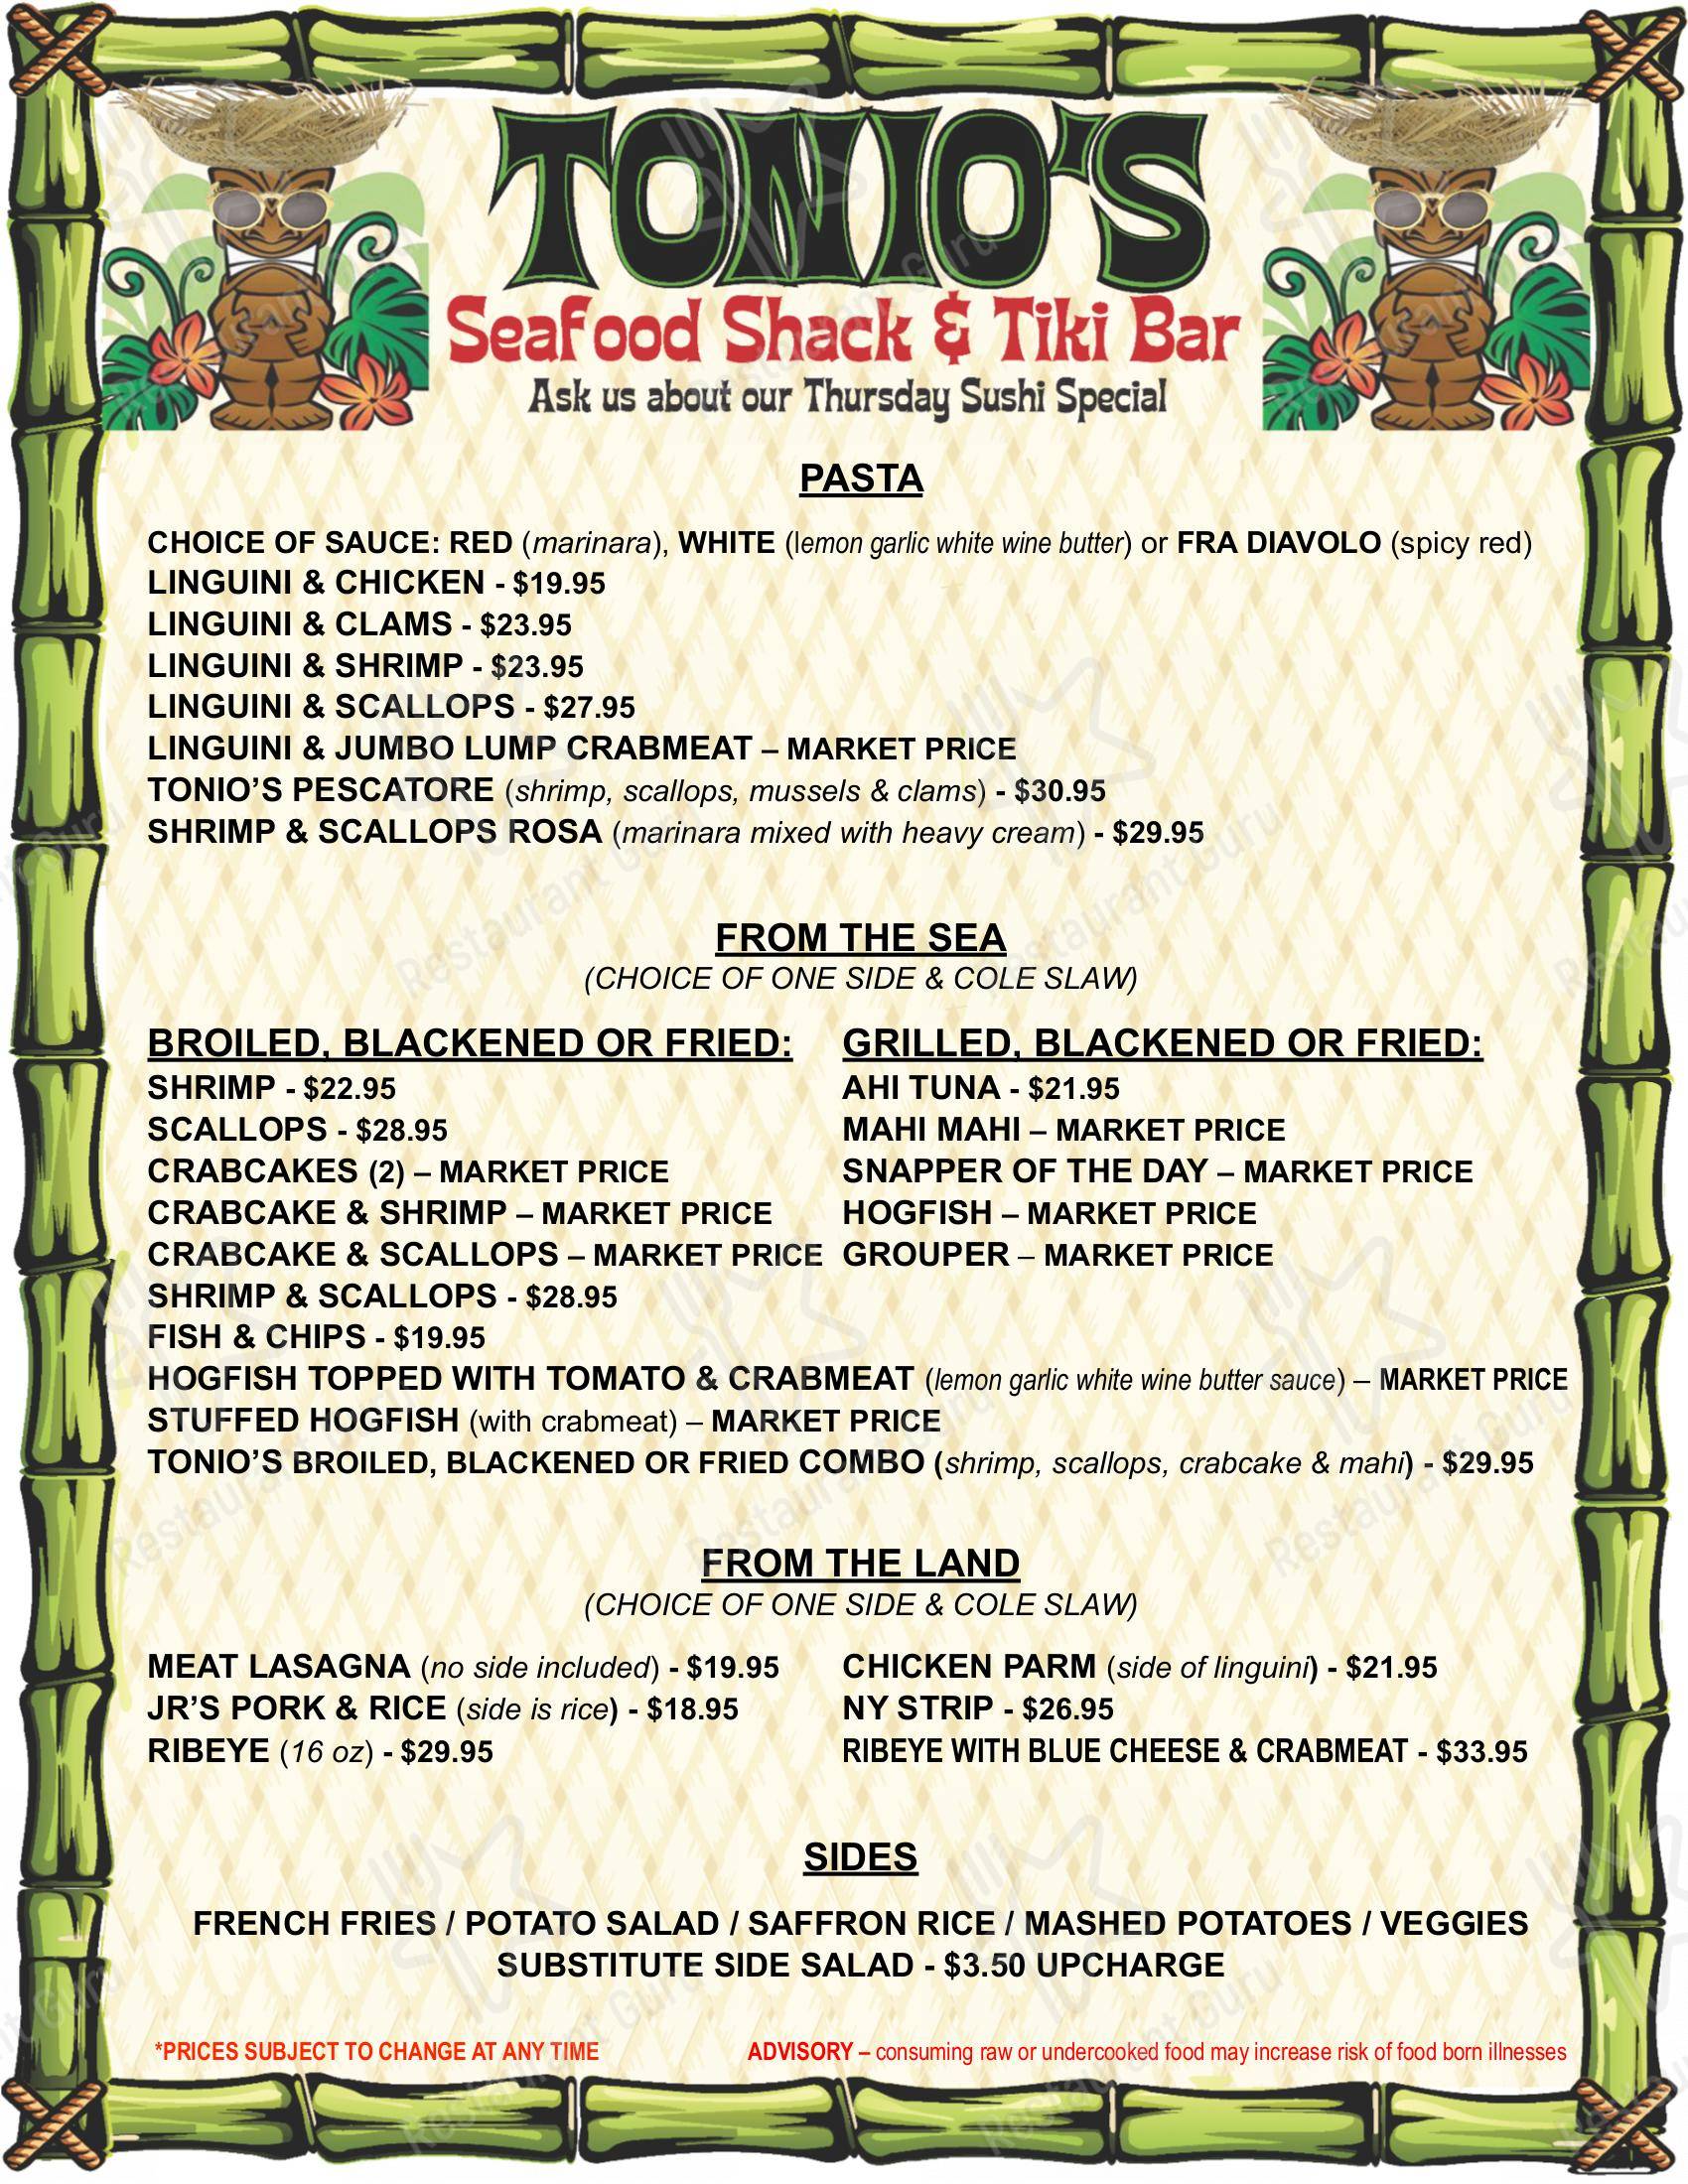 TONIO'S
Seafood Shack & Tiki Bar
Ask us about our Thursday Sushi Special
PASTA
CHOICE OF SAUCE: RED (marinara), WHITE (lemon garlic white wine butter) or FRA DIAVOLO (spicy red)
LINGUINI & CHICKEN - $19.95
LINGUINI & CLAMS - $23.95
LINGUINI & SHRIMP - $23.95
LINGUINI & SCALLOPS - $27.95
LINGUINI & JUMBO LUMP CRABMEAT – MARKET PRICE
TONIO'S PESCATORE (shrimp, scallops, mussels & clams) - $30.95
SHRIMP & SCALLOPS ROSA (marinara mixed with heavy cream) - $29.95
FROM THE SEA
(CHOICE OF ONE SIDE & COLE SLAW)
BROILED, BLACKENED OR FRIED:
SHRIMP - $22.95
SCALLOPS - $28.95
CRABCAKES (2) – MARKET PRICE
CRABCAKE & SHRIMP – MARKET PRICE
CRABCAKE & SCALLOPS – MARKET PRICE
SHRIMP & SCALLOPS - $28.95
FISH & CHIPS - $19.95
GRILLED, BLACKENED OR FRIED:
AHI TUNA - $21.95
MAHI MAHI – MARKET PRICE
SNAPPER OF THE DAY – MARKET PRICE
HOGFISH – MARKET PRICE
GROUPER – MARKET PRICE
HOGFISH TOPPED WITH TOMATO & CRABMEAT (lemon garlic white wine butter sauce) – MARKET PRICE
STUFFED HOGFISH (with crabmeat) – MARKET PRICE
TONIO'S BROILED, BLACKENED OR FRIED COMBO (shrimp, scallops, crabcake & mahi) - $29.95
FROM THE LAND
(CHOICE OF ONE SIDE & COLE SLAW)
MEAT LASAGNA (no side included) - $19.95
JR'S PORK & RICE (side is rice) - $18.95
RIBEYE (16 oz) - $29.95
CHICKEN PARM (side of linguini) - $21.95
NY STRIP - $26.95
RIBEYE WITH BLUE CHEESE & CRABMEAT - $33.95
SIDES
FRENCH FRIES / POTATO SALAD / SAFFRON RICE / MASHED POTATOES / VEGGIES
SUBSTITUTE SIDE SALAD - $3.50 UPCHARGE
*PRICES SUBJECT TO CHANGE AT ANY TIME
ADVISORY – consuming raw or undercooked food may increase risk of food born illnesses
Restaurant Guru